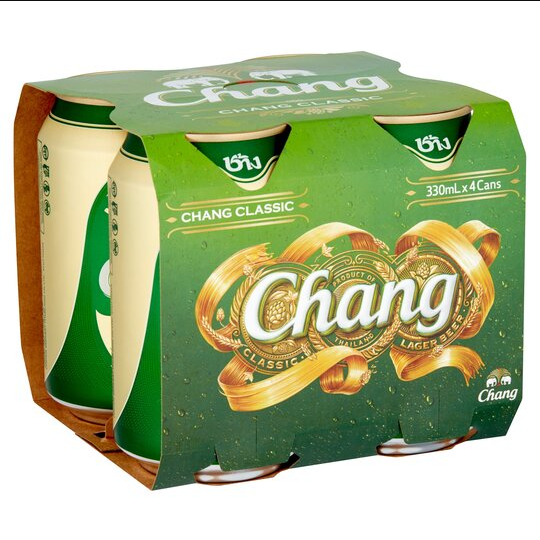 Chang
CHANG CLASSIC
ช้าง
ช้าง
CHANG CLASSIC
330mL x 4 Cans
PRODUCT OF
Chang
THAILAND
CLASSIC
LAGER BEER
Chang